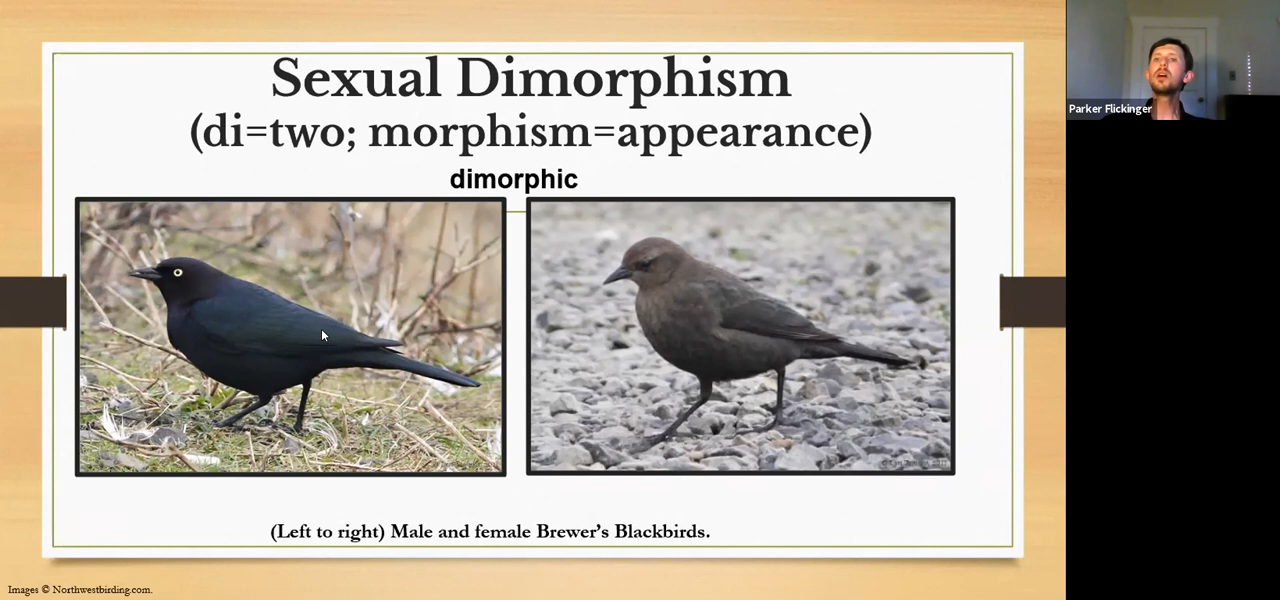 Sexual Dimorphism
(di=two; morphism=appearance)
dimorphic
(Left to right) Male and female Brewer’s Blackbirds.
Images © Northwestbirding.com.
Parker Flickinger